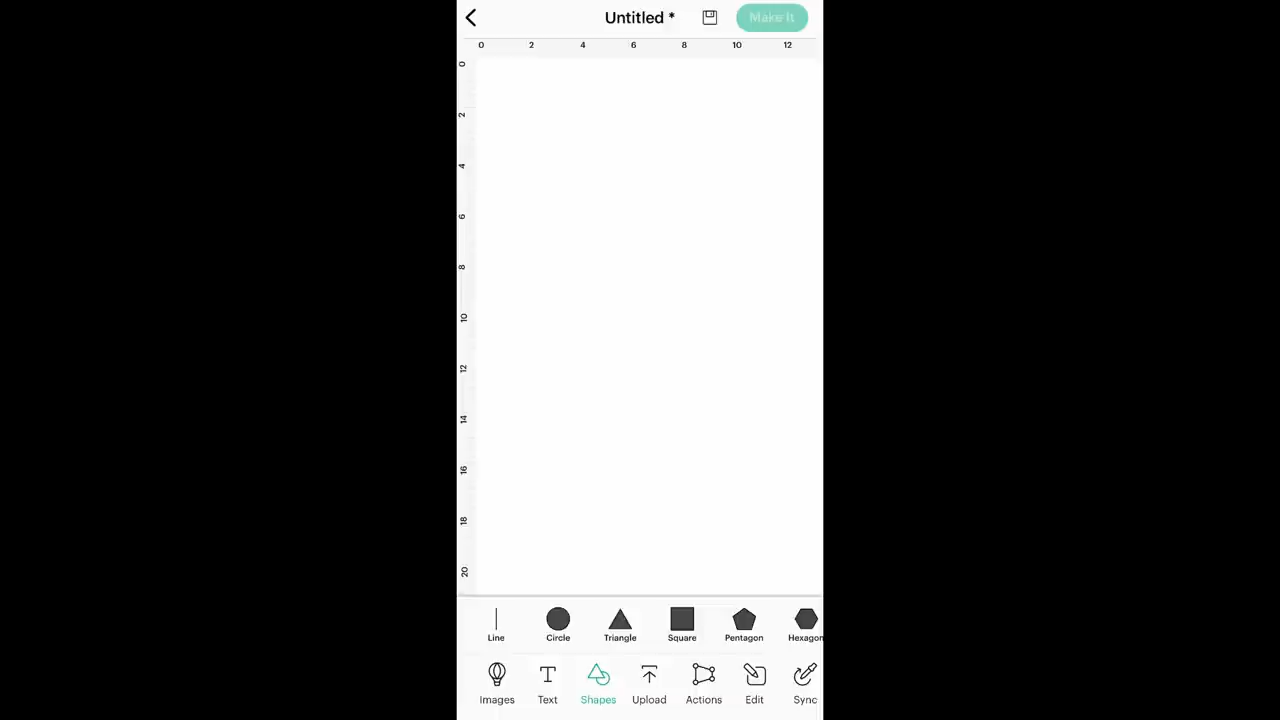 Untitled *
Make It
0 2 4 6 8 10 12
0
2
4
6
8
10
12
14
16
18
20
Line Circle Triangle Square Pentagon Hexagon
Images Text Shapes Upload Actions Edit Sync